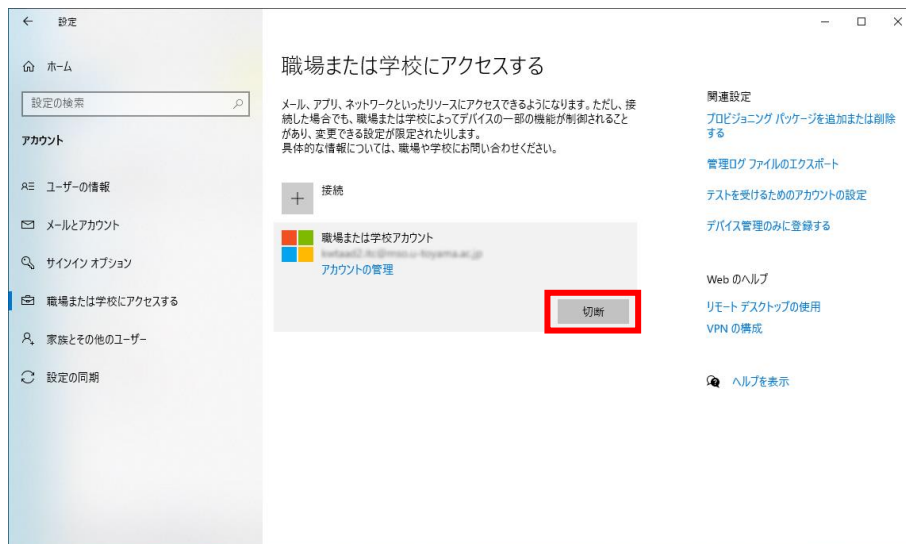 設定
ホーム
設定の検索
アカウント
ユーザーの情報
メールとアカウント
サインイン オプション
職場または学校にアクセスする
家族とその他のユーザー
設定の同期
職場または学校にアクセスする
メール、アプリ、ネットワークといったリソースにアクセスできるようになります。ただし、接
続した場合でも、職場または学校によってデバイスの一部の機能が制御されること
があり、変更できる設定が限定されたりします。
具体的な情報については、職場や学校にお問い合わせください。
接続
職場または学校アカウント
アカウントの管理
切断
関連設定
プロビジョニング パッケージを追加または削除
する
管理ログ ファイルのエクスポート
テストを受けるためのアカウントの設定
デバイス管理のみに登録する
Web のヘルプ
リモート デスクトップの使用
VPN の構成
ヘルプを表示